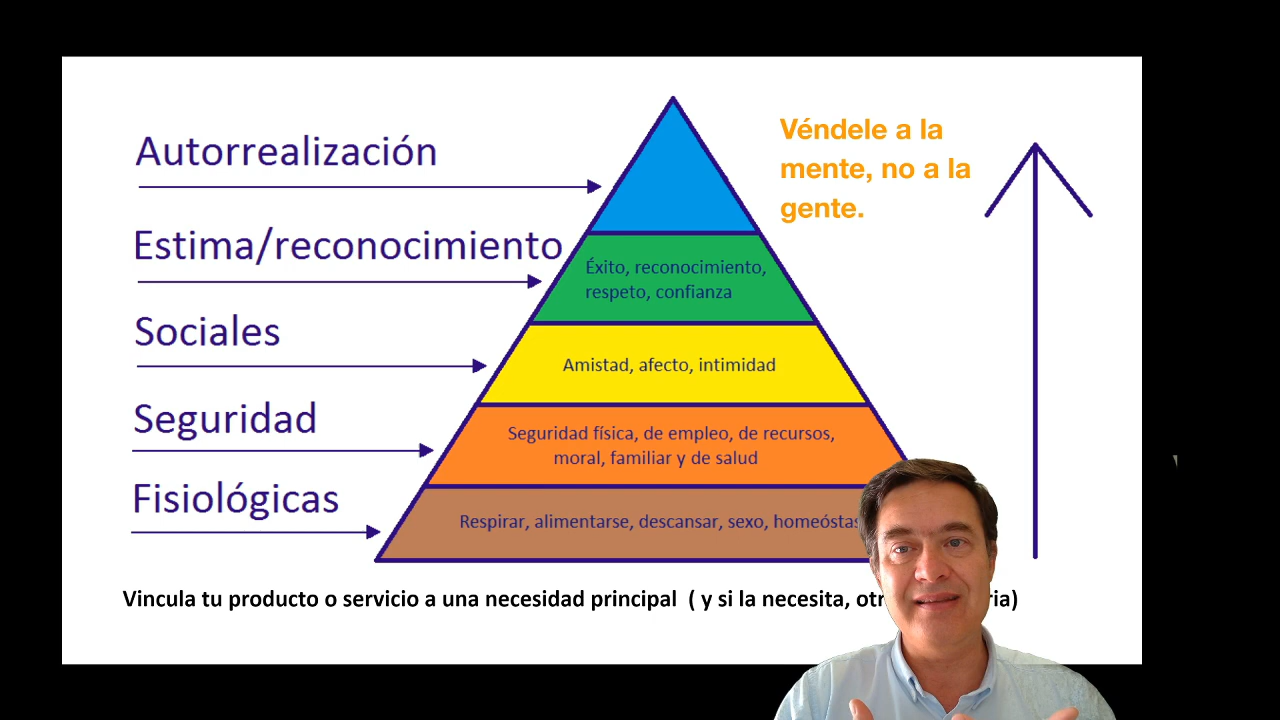 Autorrealización
Véndele a la
mente, no a la
gente.
Estima/reconocimiento
Éxito, reconocimiento,
respeto, confianza
Sociales
Amistad, afecto, intimidad
Seguridad
Seguridad física, de empleo, de recursos,
moral, familiar y de salud
Fisiológicas
Respirar, alimentarse, descansar, sexo,
Vincula tu producto o servicio a una necesidad principal ( y si la necesita,